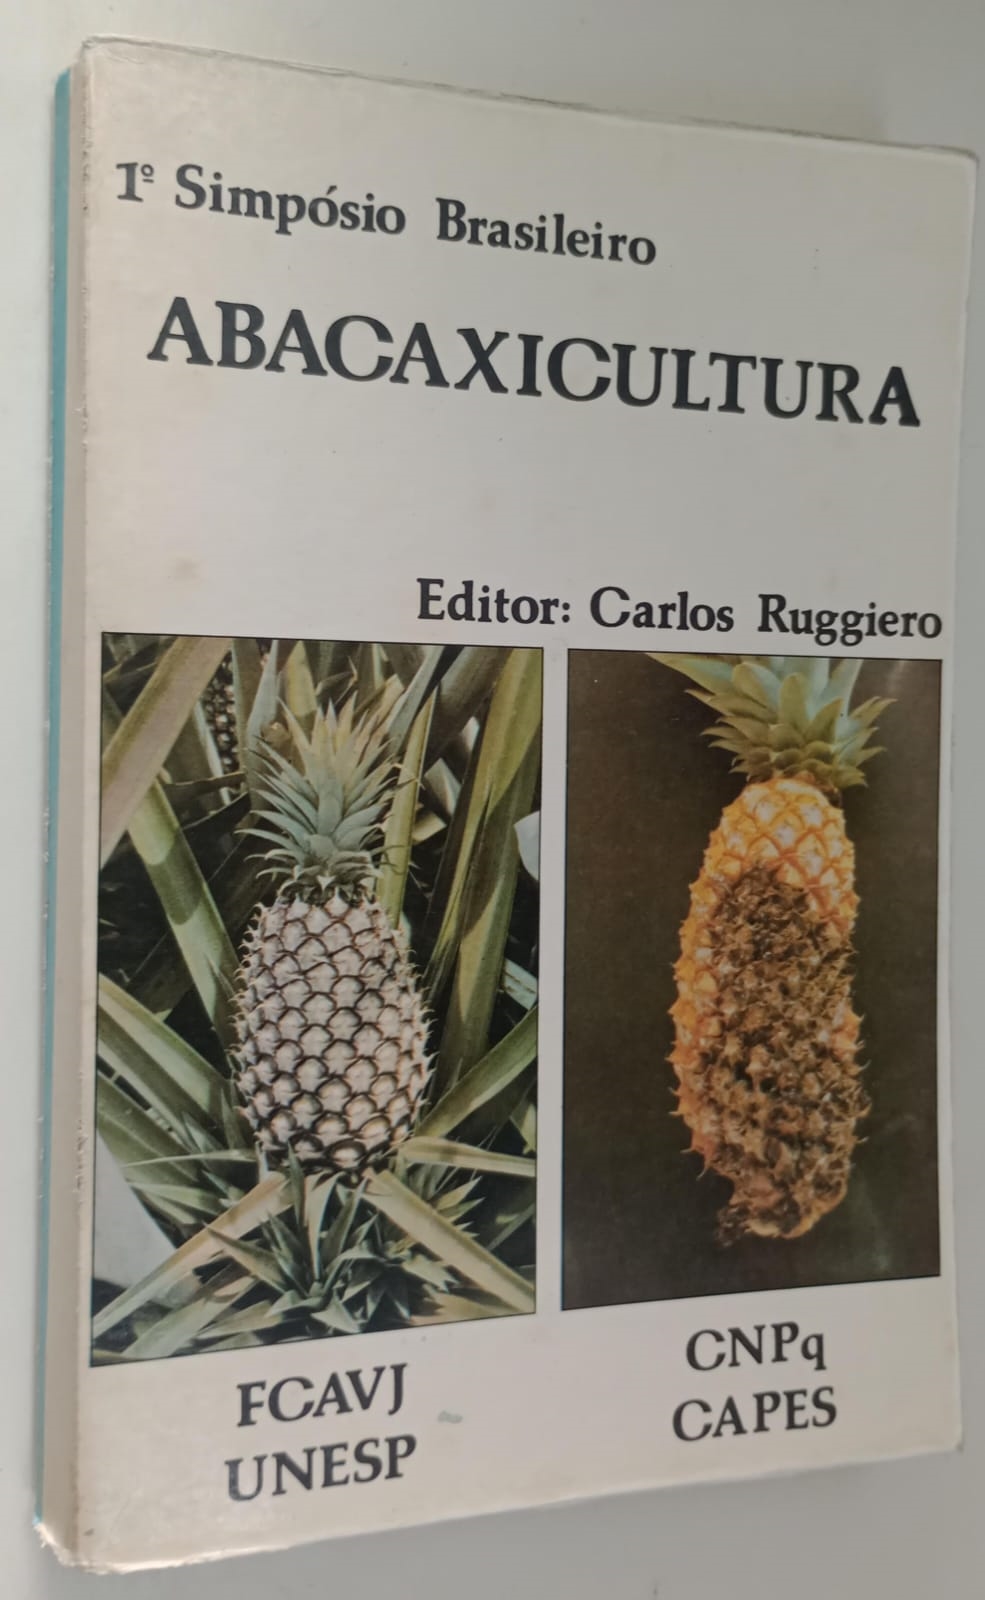 1º Simpósio Brasileiro
ABACAXICULTURA
Editor: Carlos Ruggiero
FCAVJ
UNESP
CNPq
CAPES